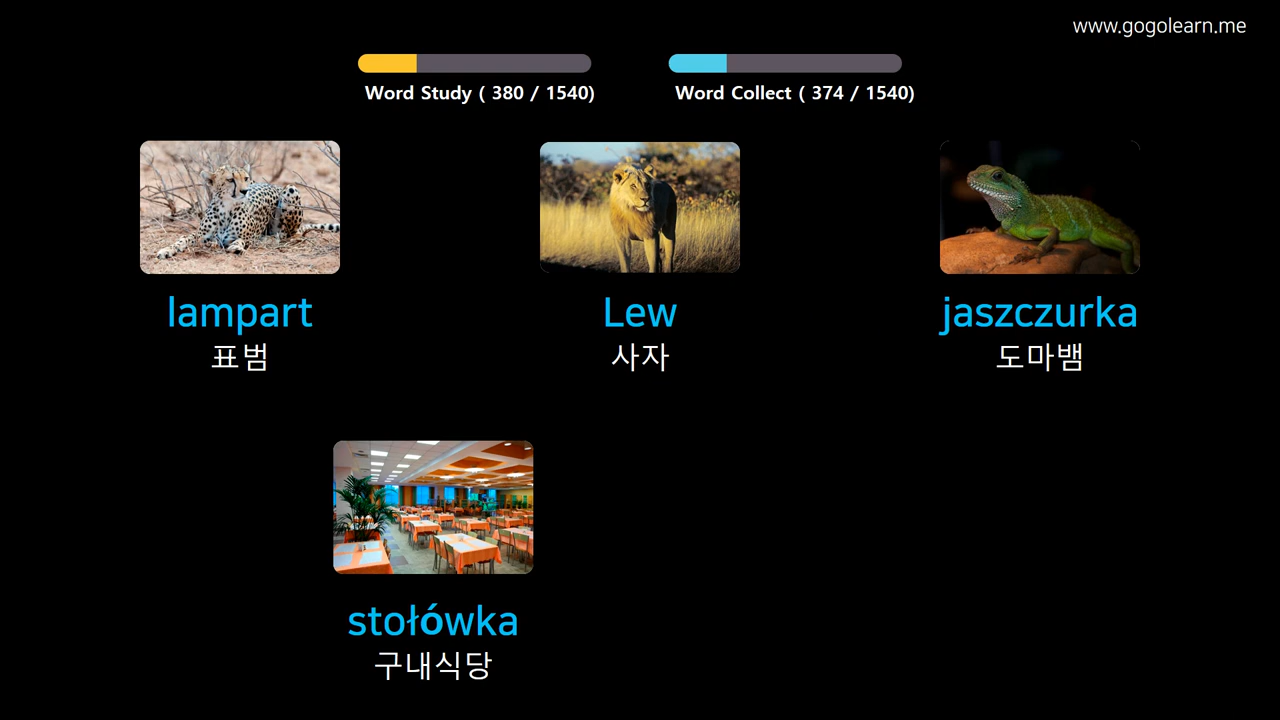 www.gogolearn.me
Word Study ( 380 / 1540)
Word Collect ( 374 / 1540)
lampart
표범
Lew
사자
jaszczurka
도마뱀
stołówka
구내식당